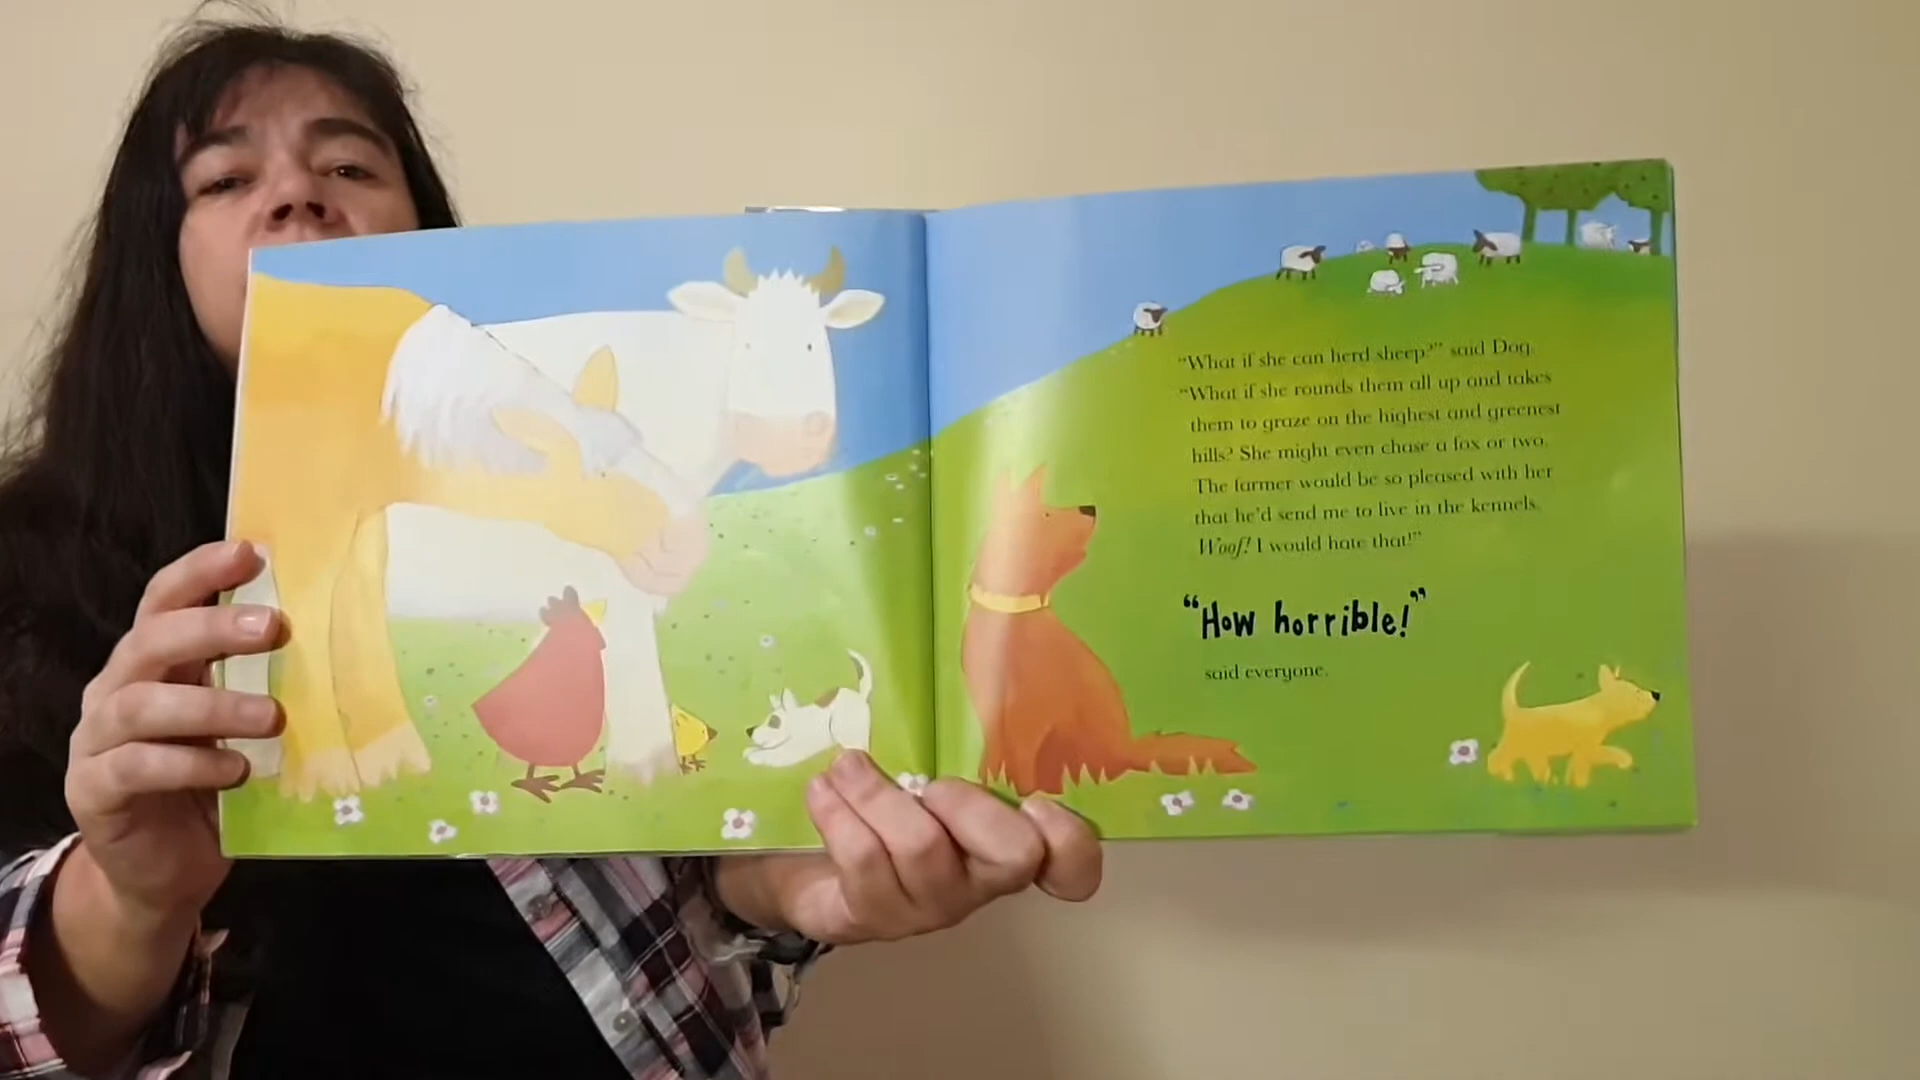 “What if she can herd sheep?” said Dog.
“What if she rounds them all up and takes
them to graze on the highest and greenest
hills? She might even chase a fox or two.
The farmer would be so pleased with her
that he’d send me to live in the kennels.
Woof! I would hate that!”
“How horrible!”
said everyone.